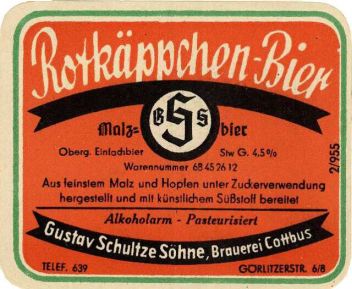 Rotkäppchen-Bier
Malz= G S S bier
Oberg. Einfachbier Stw G. 4,5%
Warennummer 68 45 26 12
Aus feinstem Malz und Hopfen unter Zuckerverwendung
hergestellt und mit künstlichem Süßstoff bereitet
Alkoholarm - Pasteurisiert
Gustav Schultze Söhne, Brauerei Cottbus
TELEF. 639 GÖRLITZERSTR. 6/8
2/955